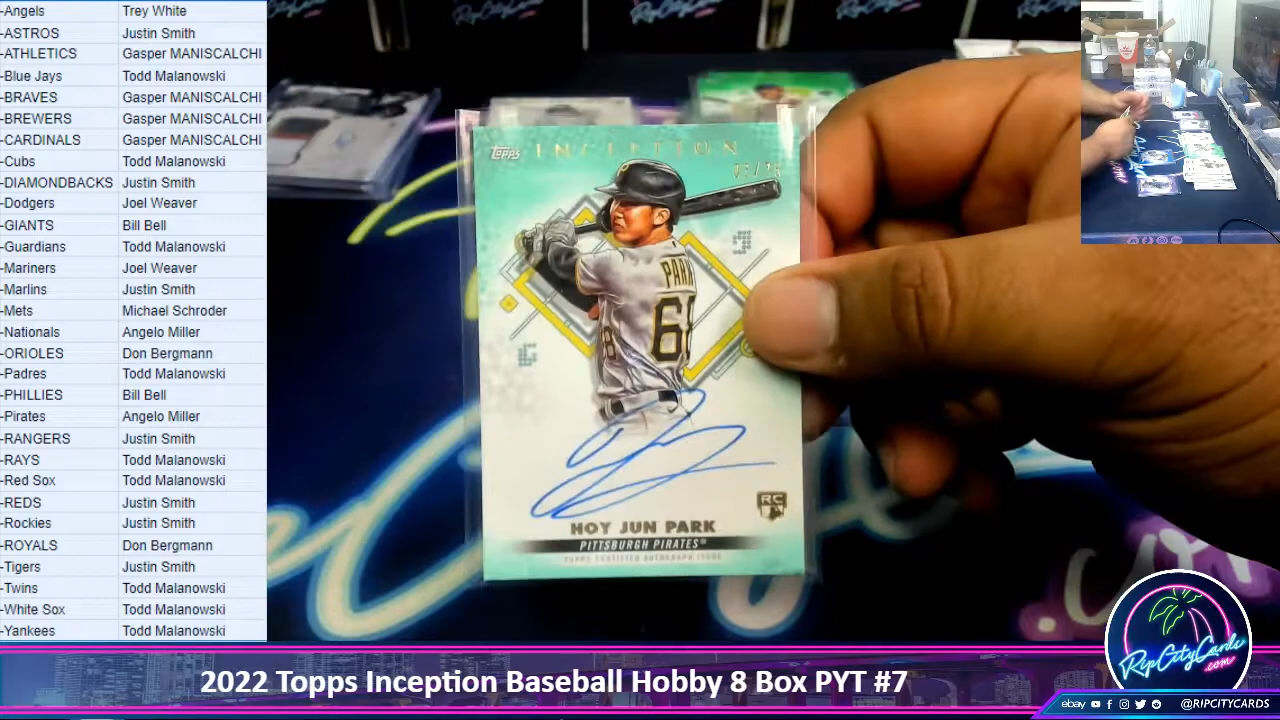 -Angels Trey White
-ASTROS Justin Smith
-ATHLETICS Gasper MANISCALCHI
-Blue Jays Todd Malanowski
-BRAVES Gasper MANISCALCHI
-BREWERS Gasper MANISCALCHI
-CARDINALS Gasper MANISCALCHI
-Cubs Todd Malanowski
-DIAMONDBACKS Justin Smith
-Dodgers Joel Weaver
-GIANTS Bill Bell
-Guardians Todd Malanowski
-Mariners Joel Weaver
-Marlins Justin Smith
-Mets Michael Schroder
-Nationals Angelo Miller
-ORIOLES Don Bergmann
-Padres Todd Malanowski
-PHILLIES Bill Bell
-Pirates Angelo Miller
-RANGERS Justin Smith
-RAYS Todd Malanowski
-Red Sox Todd Malanowski
-REDS Justin Smith
-Rockies Justin Smith
-ROYALS Don Bergmann
-Tigers Justin Smith
-Twins Todd Malanowski
-White Sox Todd Malanowski
-Yankees Todd Malanowski
Topps INCEPTION
P
PARK
68
HOY JUN PARK
RC
PITTSBURGH PIRATES®
TOPPS CERTIFIED AUTOGRAPH ISSUE
2022 Topps Inception Baseball Hobby 8 Box PYT #7
RipCityCards
.com
ebay @RIPCITYCARDS